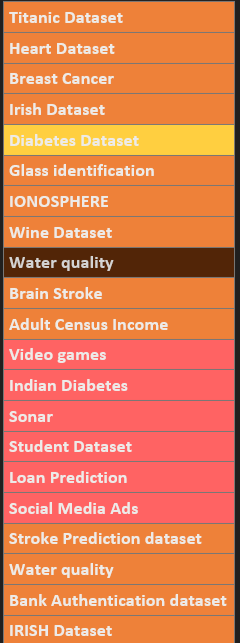 Titanic Dataset
Heart Dataset
Breast Cancer
Irish Dataset
Diabetes Dataset
Glass identification
IONOSPHERE
Wine Dataset
Water quality
Brain Stroke
Adult Census Income
Video games
Indian Diabetes
Sonar
Student Dataset
Loan Prediction
Social Media Ads
Stroke Prediction dataset
Water quality
Bank Authentication dataset
IRISH Dataset